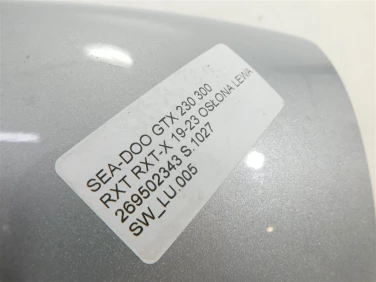 SEA-DOO GTX 230 300
RXT RXT-X 19-23 OSŁONA LEWA
269502343 S.1027
SW_LU.005